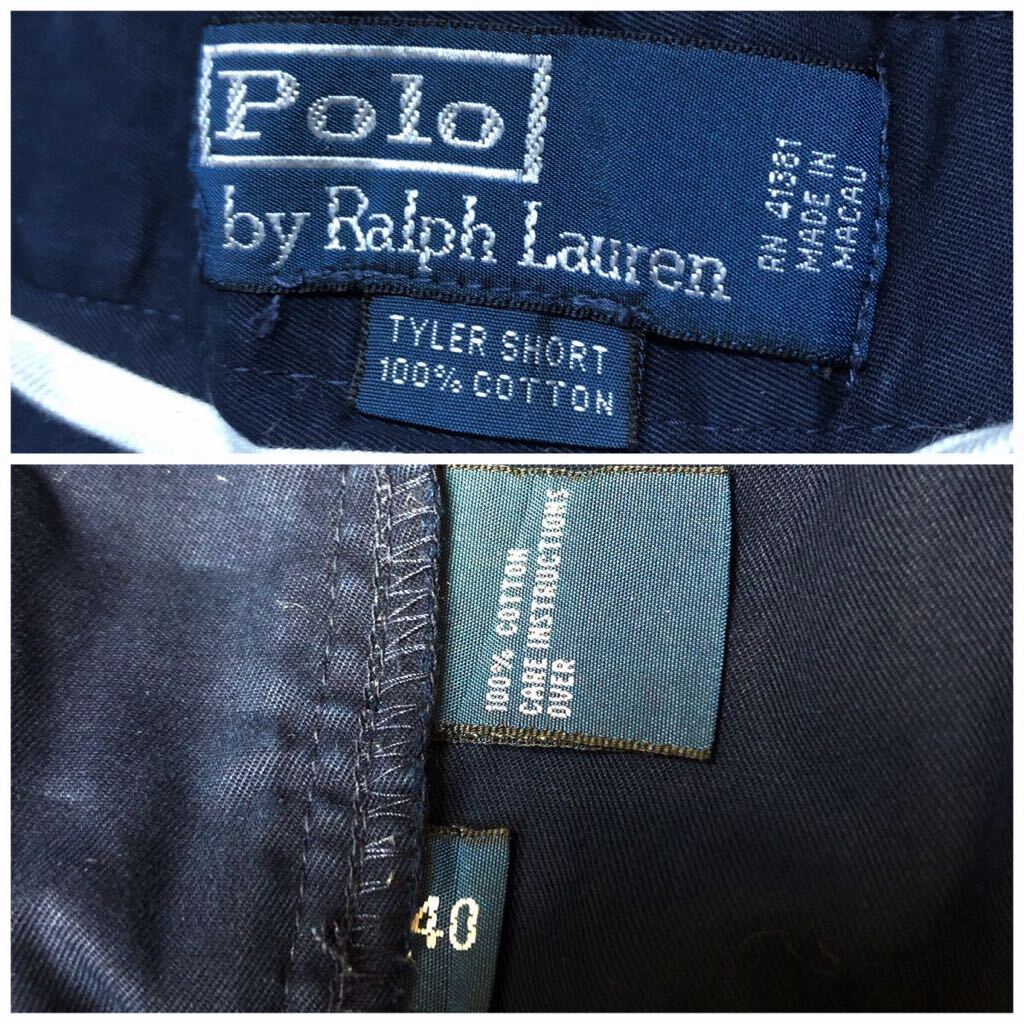 Polo
by Ralph Lauren
RN 41381
MADE IN
MACAU
TYLER SHORT
100% COTTON
100% COTTON
CARE INSTRUCTIONS
OVER
40